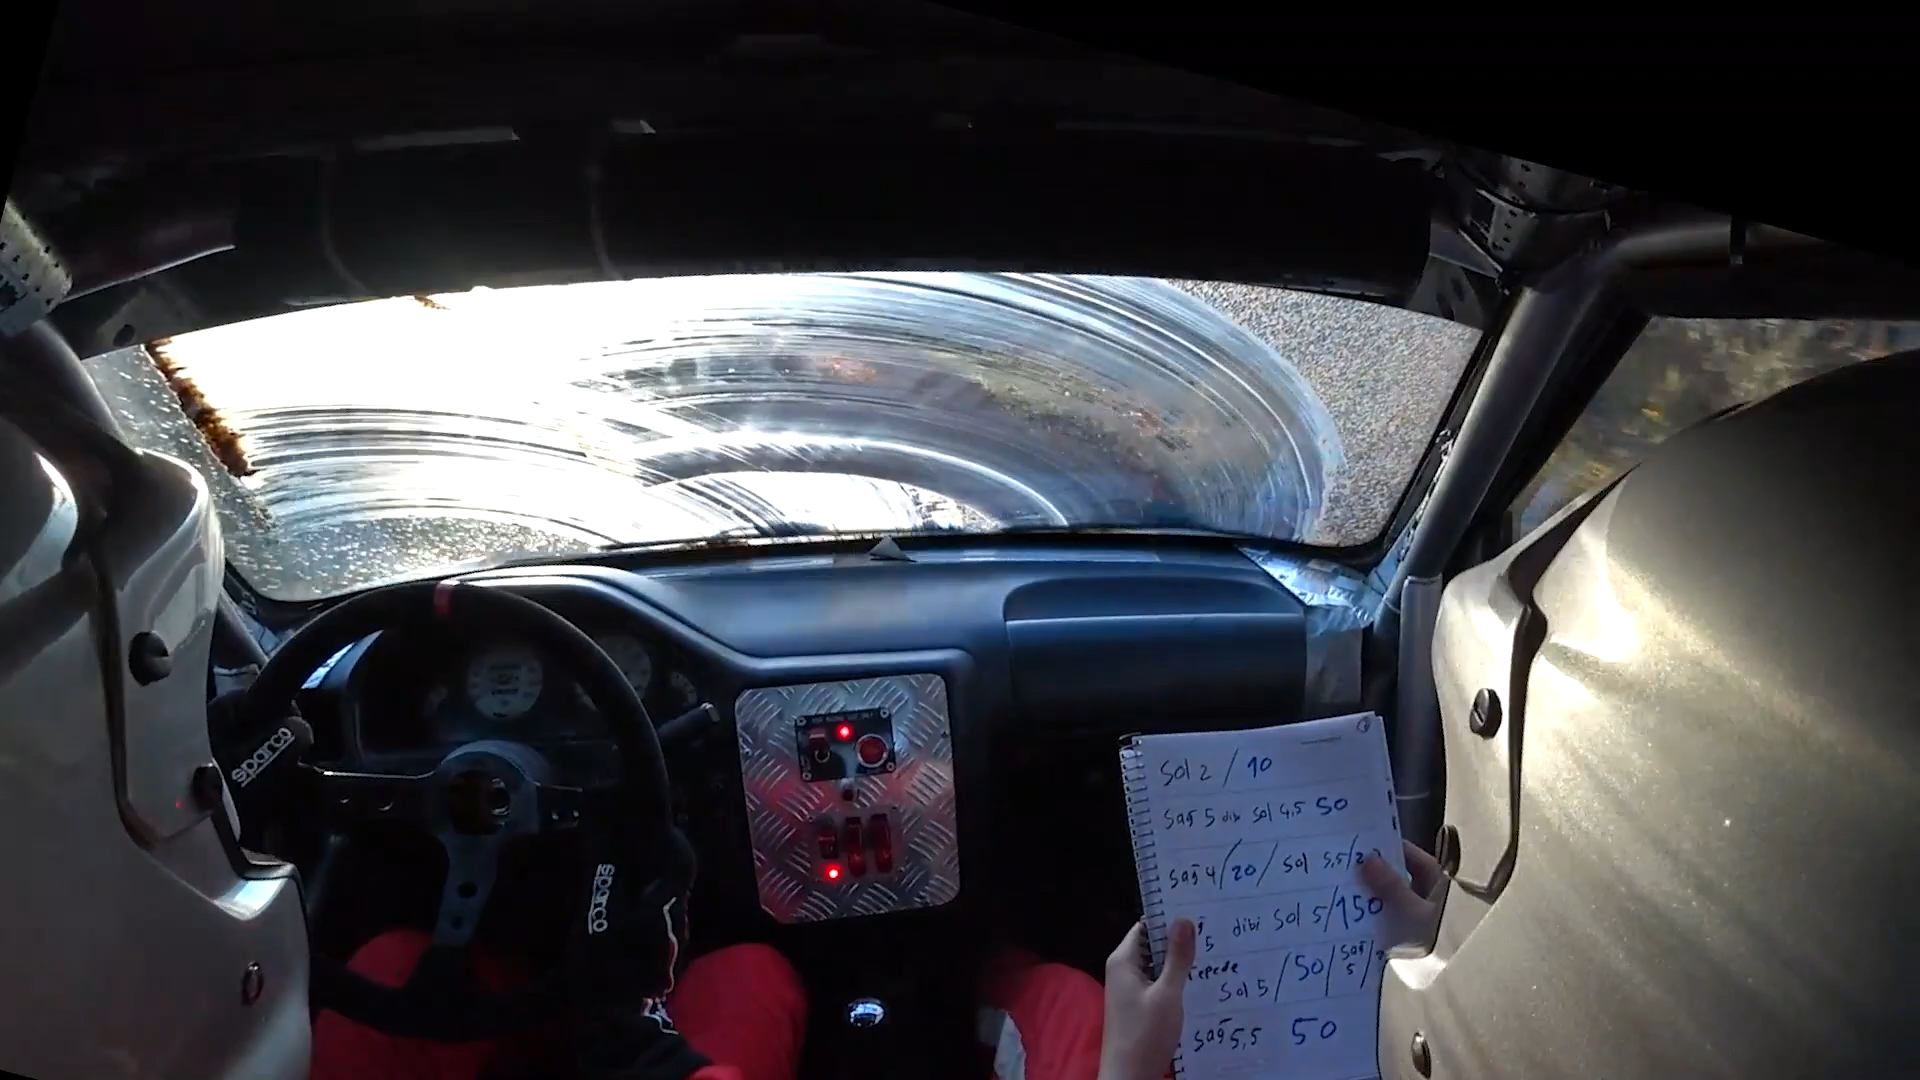 sparco
sparco
Sol 2 / 10
Sağ 5 dibi Sol 4,5 50
Sağ 4 / 20 / Sol 5,5 /
5 dibi Sol 5 / 150
Tepede
Sol 5 / 50 / Sağ 5 /
Sağ 5,5 50